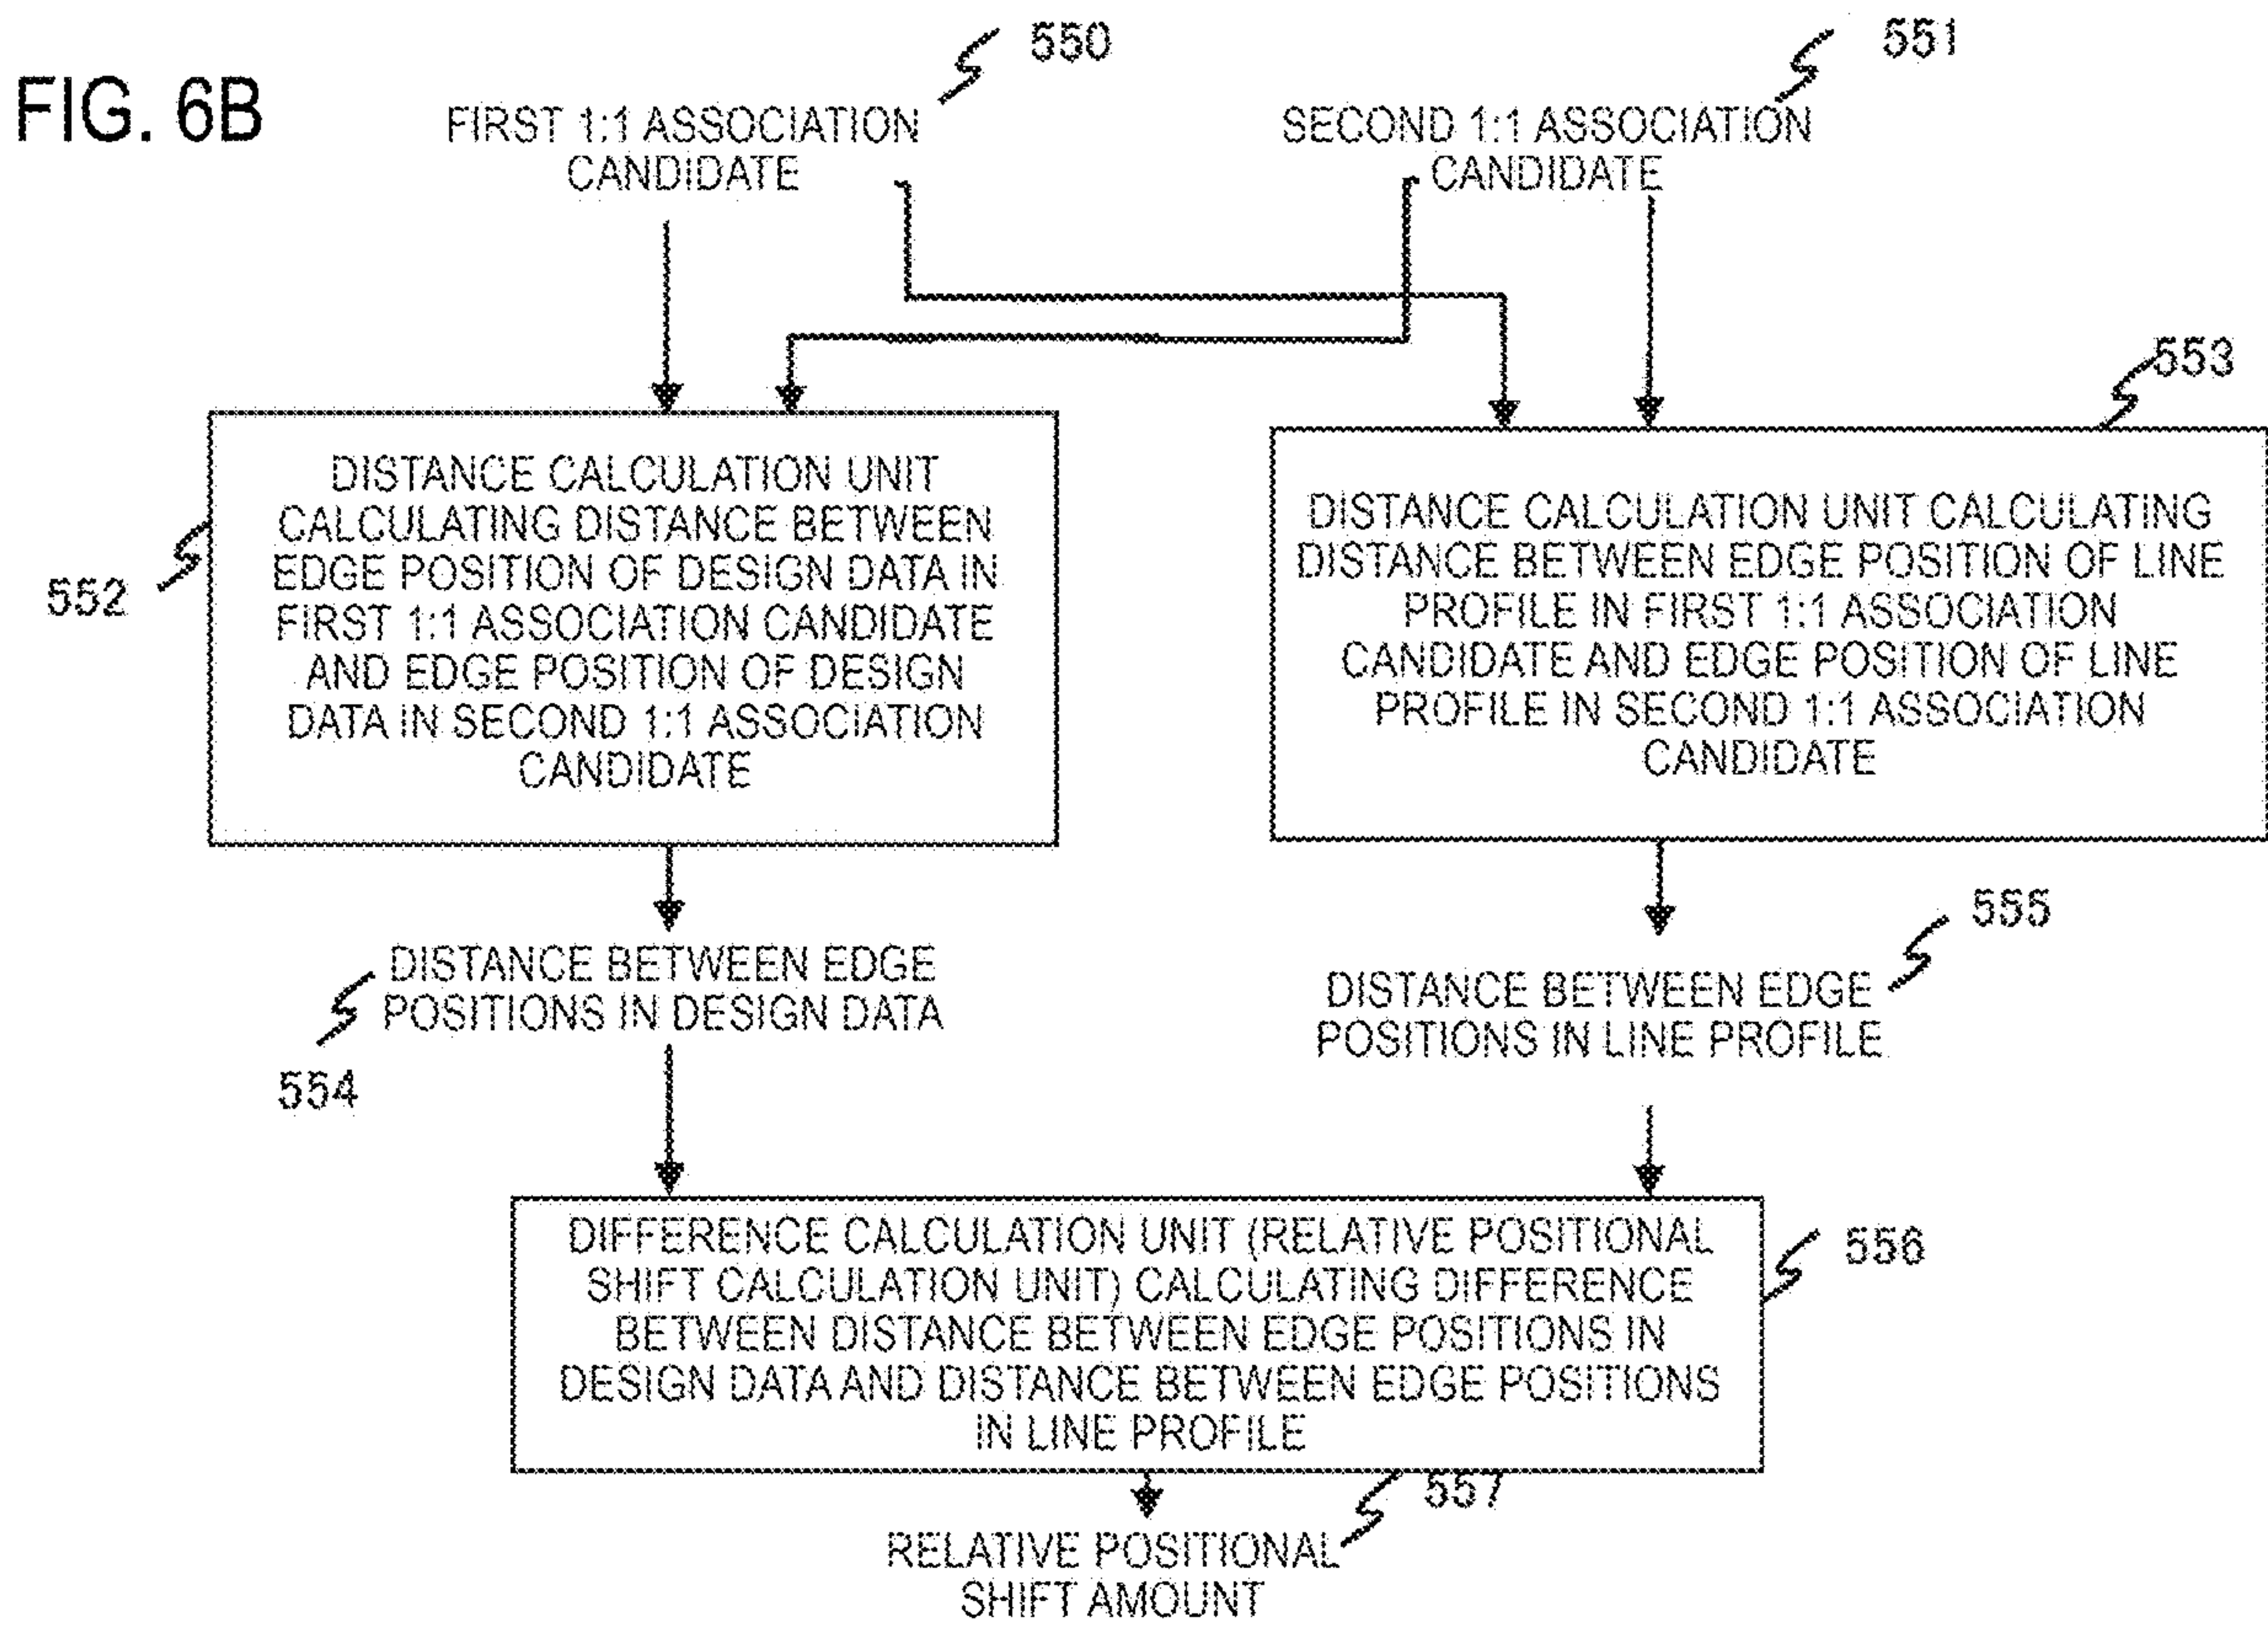 FIG. 6B
550
551
FIRST 1:1 ASSOCIATION
CANDIDATE
SECOND 1:1 ASSOCIATION
CANDIDATE
553
552
DISTANCE CALCULATION UNIT
CALCULATING DISTANCE BETWEEN
EDGE POSITION OF DESIGN DATA IN
FIRST 1:1 ASSOCIATION CANDIDATE
AND EDGE POSITION OF DESIGN
DATA IN SECOND 1:1 ASSOCIATION
CANDIDATE
DISTANCE CALCULATION UNIT CALCULATING
DISTANCE BETWEEN EDGE POSITION OF LINE
PROFILE IN FIRST 1:1 ASSOCIATION
CANDIDATE AND EDGE POSITION OF LINE
PROFILE IN SECOND 1:1 ASSOCIATION
CANDIDATE
555
DISTANCE BETWEEN EDGE
POSITIONS IN DESIGN DATA
554
DISTANCE BETWEEN EDGE
POSITIONS IN LINE PROFILE
DIFFERENCE CALCULATION UNIT (RELATIVE POSITIONAL
SHIFT CALCULATION UNIT) CALCULATING DIFFERENCE
BETWEEN DISTANCE BETWEEN EDGE POSITIONS IN
DESIGN DATA AND DISTANCE BETWEEN EDGE POSITIONS
IN LINE PROFILE
556
557
RELATIVE POSITIONAL
SHIFT AMOUNT